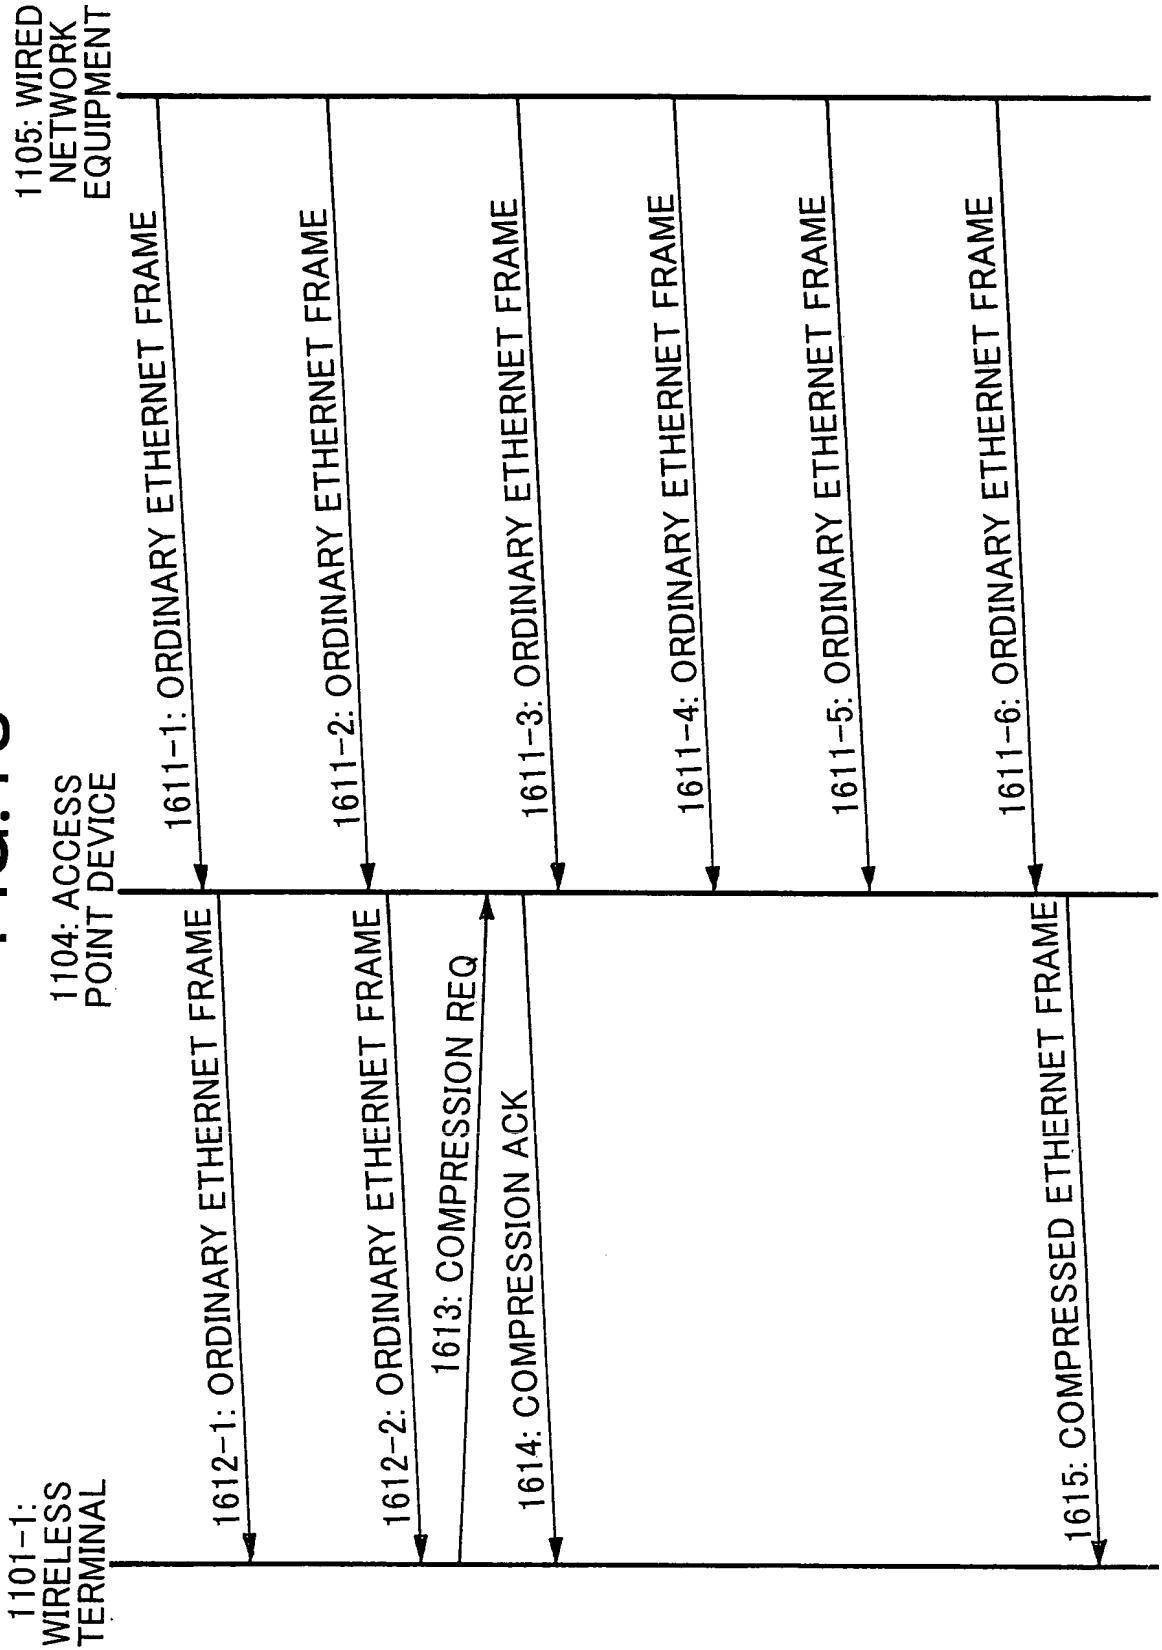 1101-1:
WIRELESS
TERMINAL
1104: ACCESS
POINT DEVICE
1105: WIRED
NETWORK
EQUIPMENT
1611-1: ORDINARY ETHERNET FRAME
1612-1: ORDINARY ETHERNET FRAME
1611-2: ORDINARY ETHERNET FRAME
1612-2: ORDINARY ETHERNET FRAME
1613: COMPRESSION REQ
1614: COMPRESSION ACK
1611-3: ORDINARY ETHERNET FRAME
1611-4: ORDINARY ETHERNET FRAME
1611-5: ORDINARY ETHERNET FRAME
1611-6: ORDINARY ETHERNET FRAME
1615: COMPRESSED ETHERNET FRAME